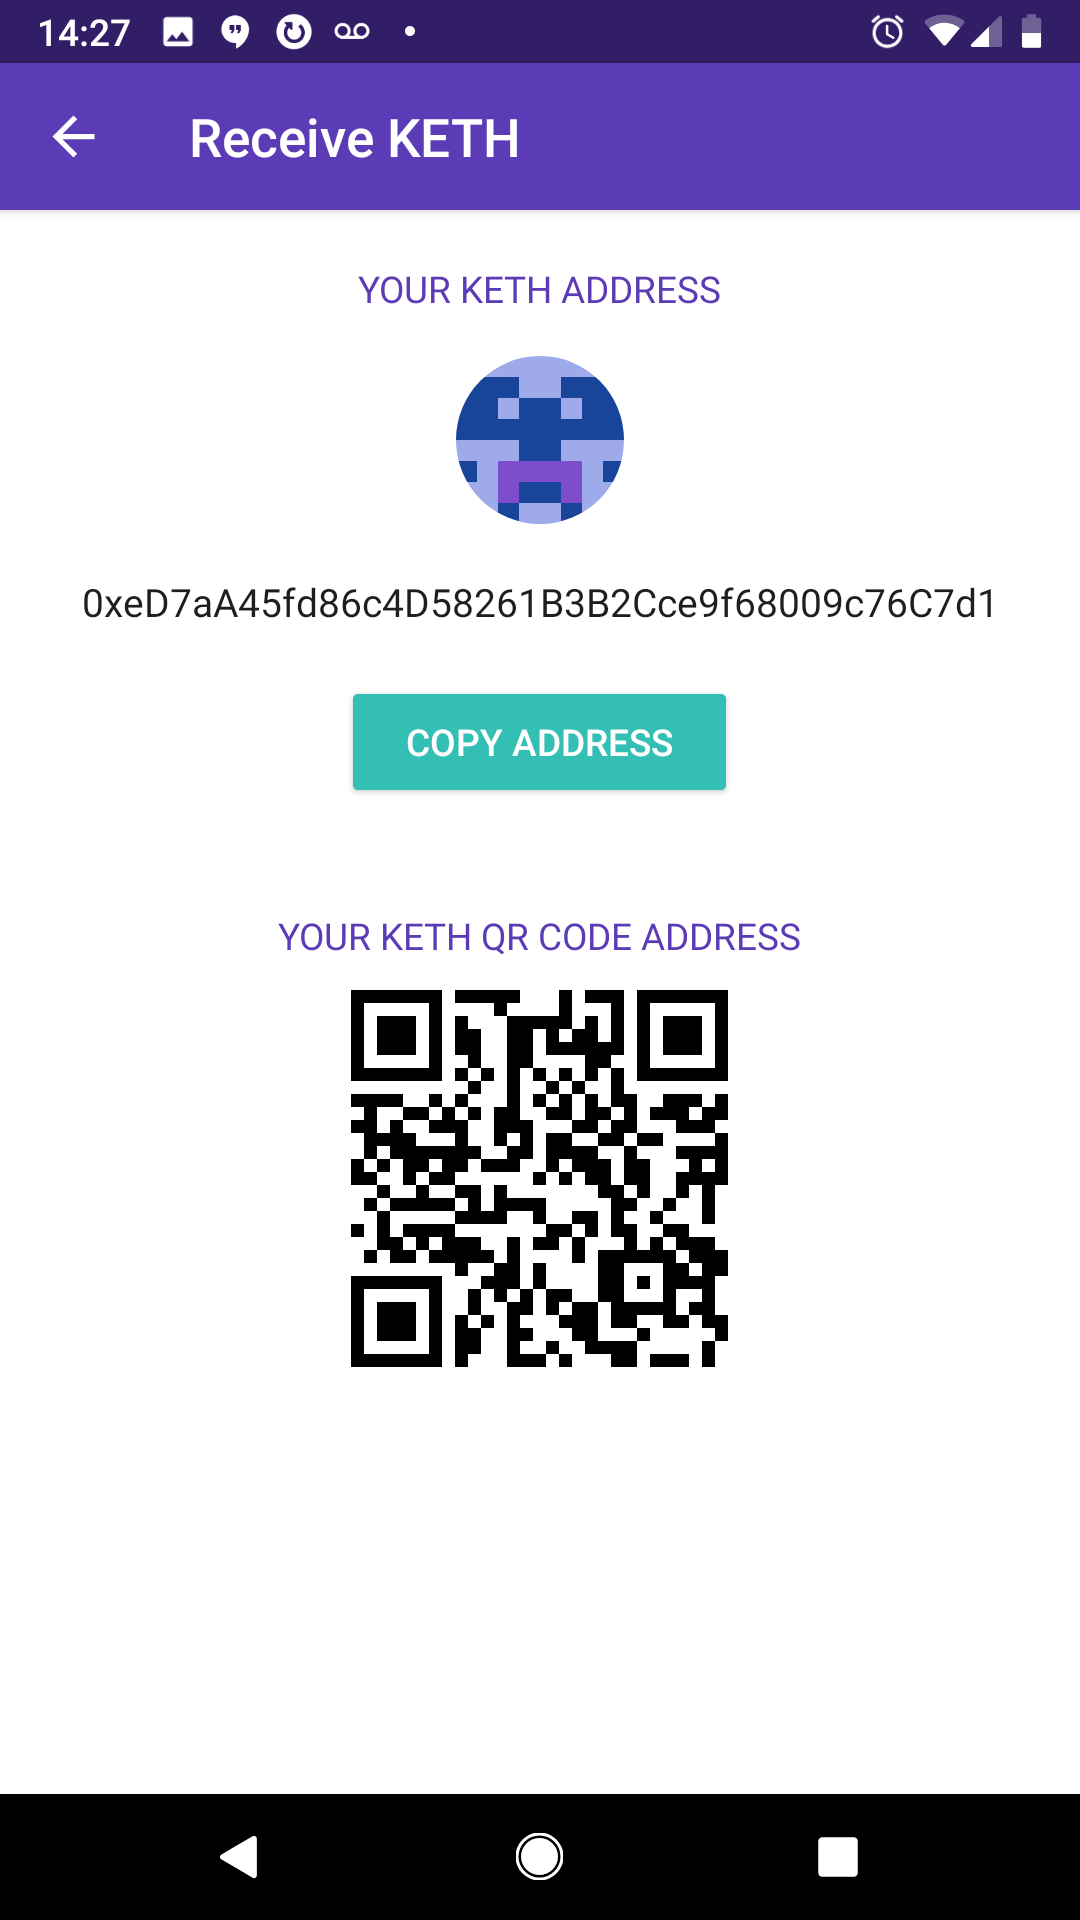 14:27
Receive KETH
YOUR KETH ADDRESS
0xeD7aA45fd86c4D58261B3B2Cce9f68009c76C7d1
COPY ADDRESS
YOUR KETH QR CODE ADDRESS